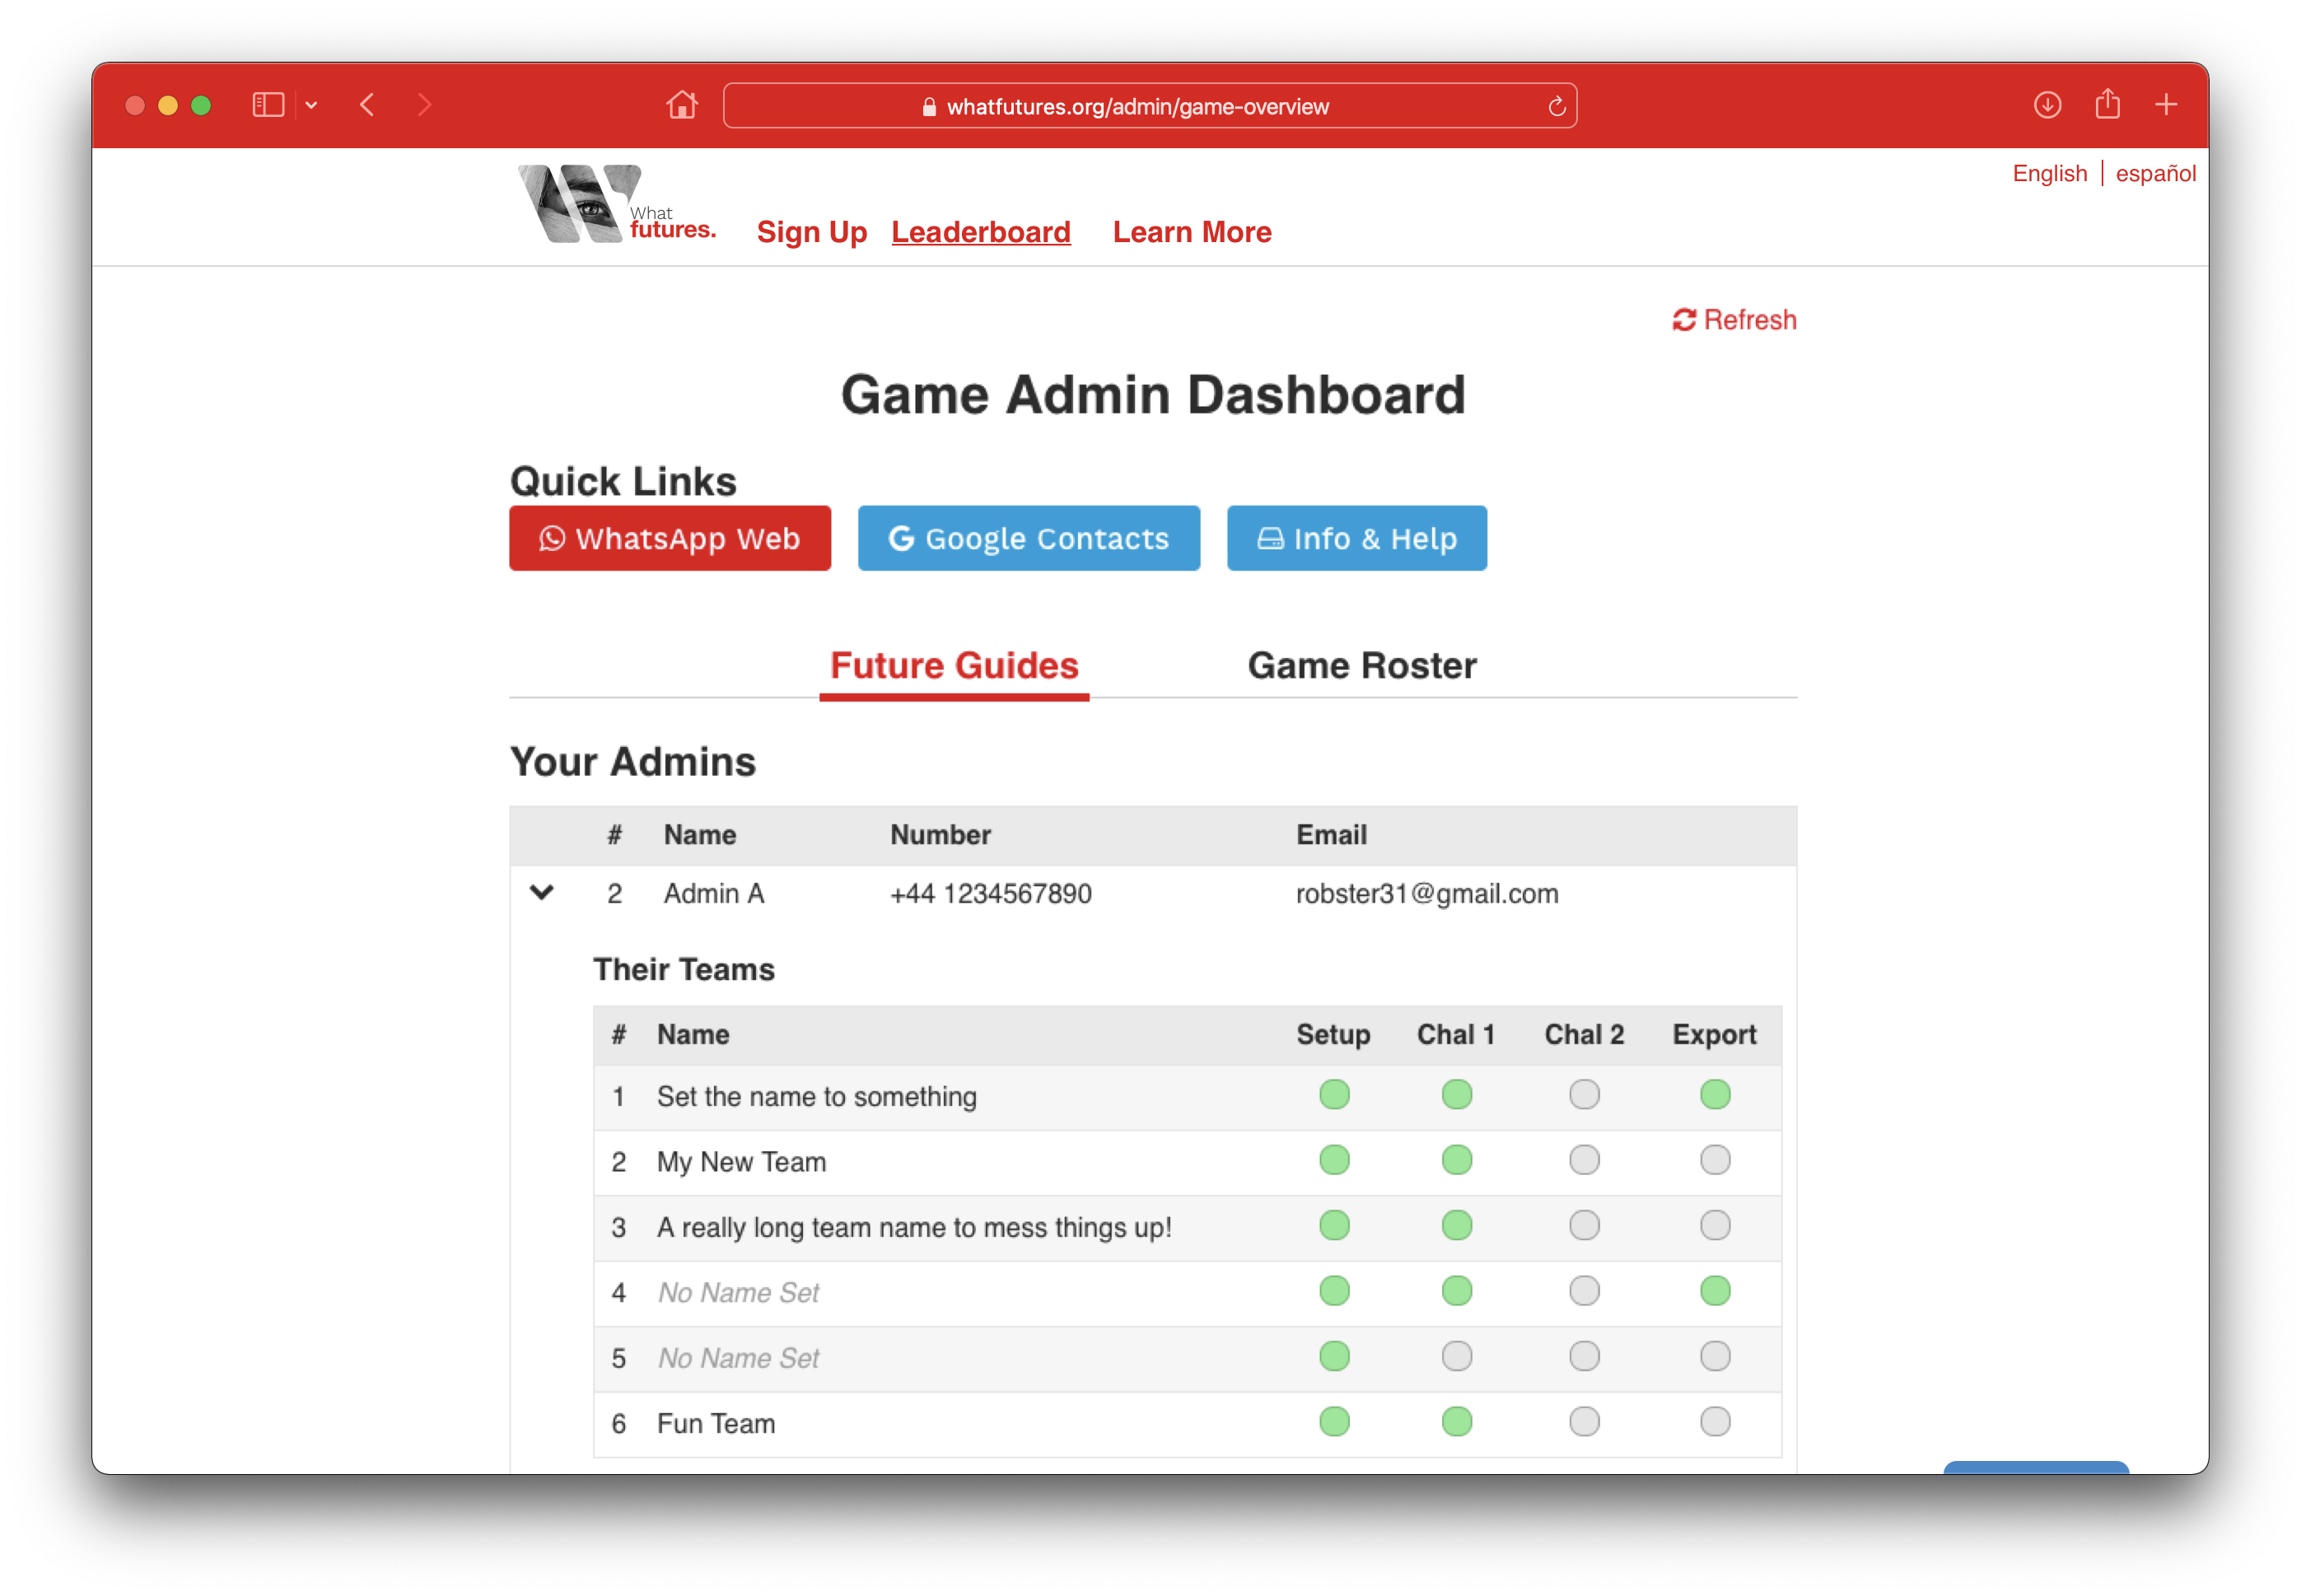 whatfutures.org/admin/game-overview
English | español
What
futures.
Sign Up Leaderboard Learn More
Refresh
Game Admin Dashboard
Quick Links
WhatsApp Web Google Contacts Info & Help
Future Guides Game Roster
Your Admins
# Name Number Email
2 Admin A +44 1234567890 robster31@gmail.com
Their Teams
# Name Setup Chal 1 Chal 2 Export
1 Set the name to something
2 My New Team
3 A really long team name to mess things up!
4 No Name Set
5 No Name Set
6 Fun Team